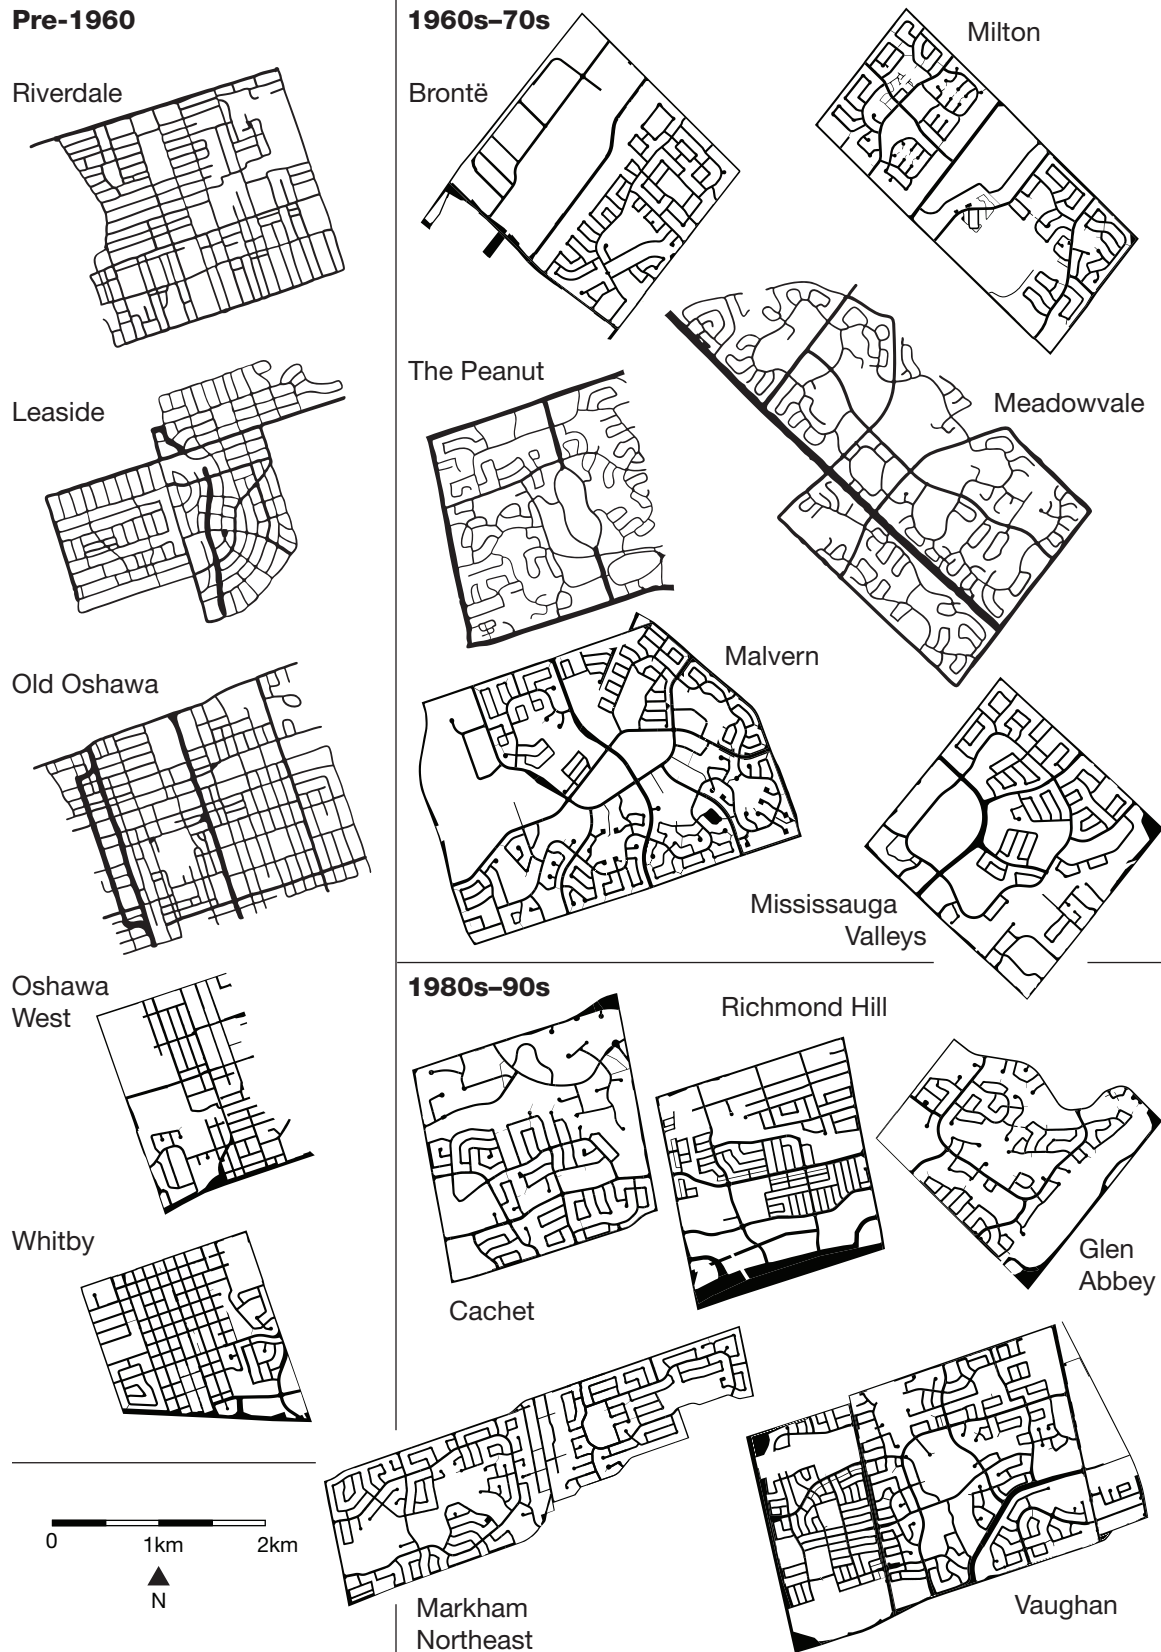 Pre-1960
Riverdale
Leaside
Old Oshawa
Oshawa
West
Whitby
0 1km 2km
N
1960s–70s
Brontë
Milton
The Peanut
Meadowvale
Malvern
Mississauga
Valleys
1980s–90s
Richmond Hill
Cachet
Glen
Abbey
Markham
Northeast
Vaughan